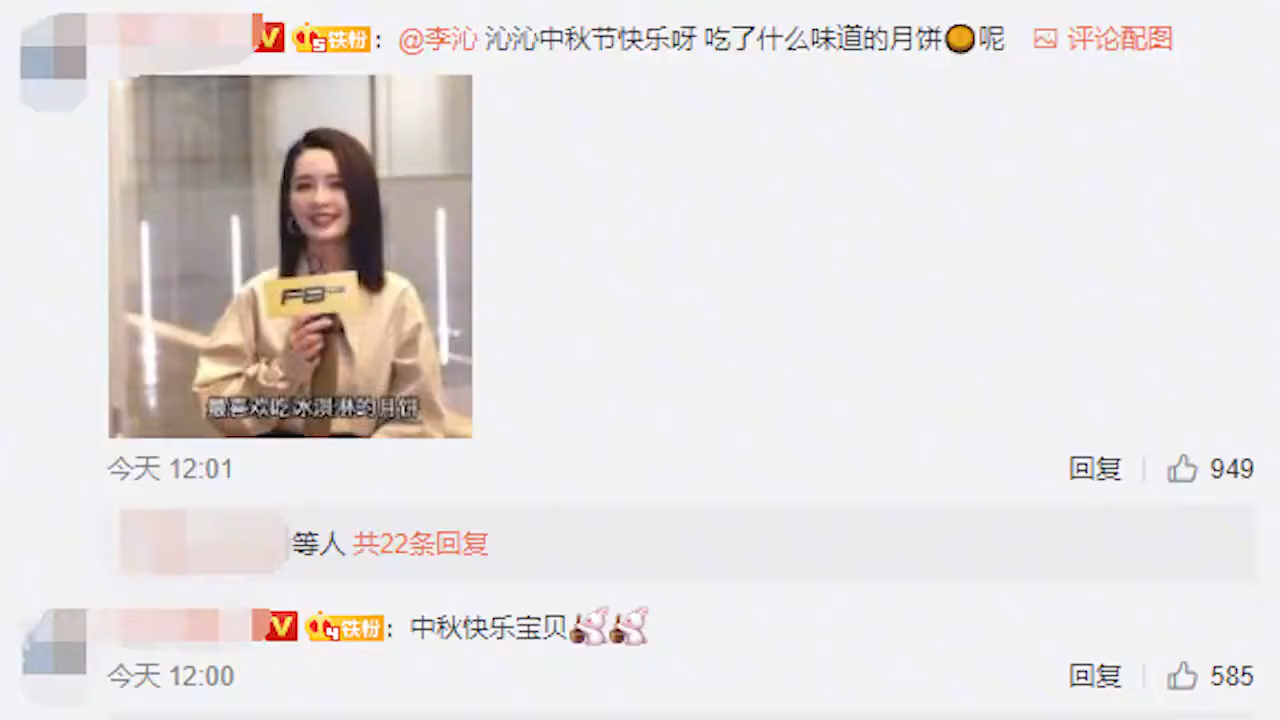 V 5铁粉：@李沁 沁沁中秋节快乐呀 吃了什么味道的月饼呢 评论配图
最喜欢吃冰淇淋的月饼
今天 12:01 回复 949
等人 共22条回复
V 4铁粉：中秋快乐宝贝
今天 12:00 回复 585